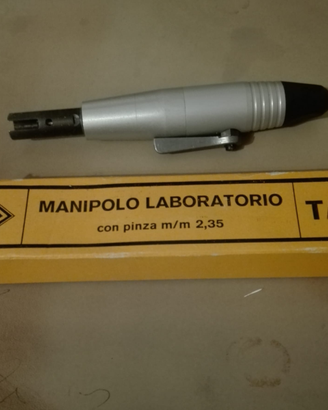 MANIPOLO LABORATORIO
con pinza m/m 2,35